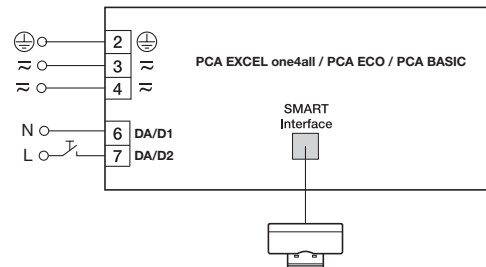 2
3 PCA EXCEL one4all / PCA ECO / PCA BASIC
4
SMART
Interface
N 6 DA/D1
L 7 DA/D2